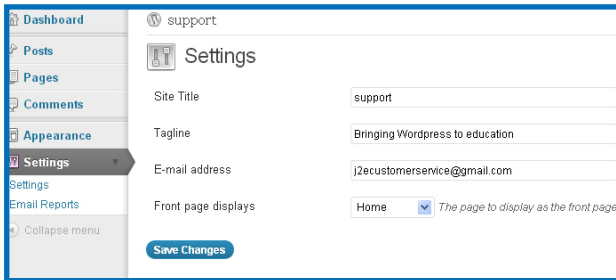 Dashboard
Posts
Pages
Comments
Appearance
Settings
Settings
Email Reports
Collapse menu
support
Settings
Site Title support
Tagline Bringing Wordpress to education
E-mail address j2ecustomerservice@gmail.com
Front page displays Home The page to display as the front page
Save Changes